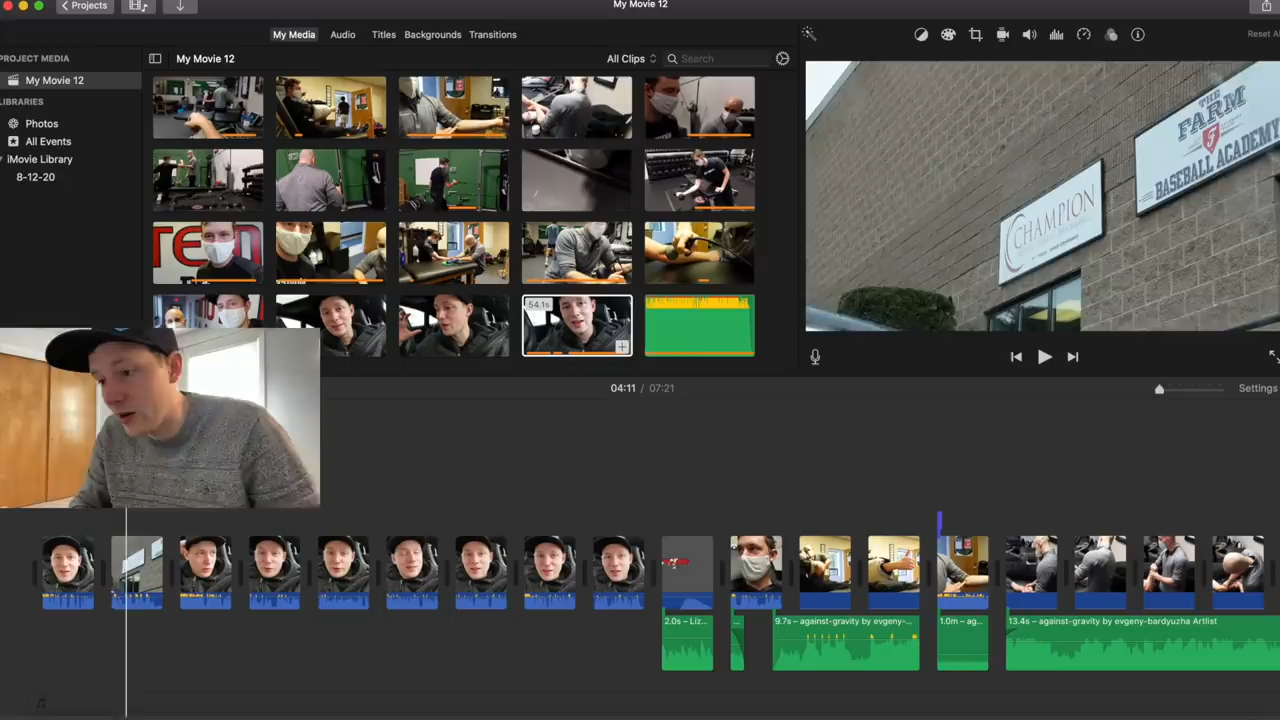 Projects
My Movie 12
My Media
Audio
Titles
Backgrounds
Transitions
Reset Al
PROJECT MEDIA
My Movie 12
All Clips
Search
My Movie 12
LIBRARIES
Photos
All Events
iMovie Library
8-12-20
THE
FARM
BASEBALL ACADEMY
CHAMPION
54.1s
04:11 / 07:21
Settings
2.0s – Liz...
...
9.7s – against-gravity by evgeny-...
1.0m – ag...
13.4s – against-gravity by evgeny-bardyuzha Artlist